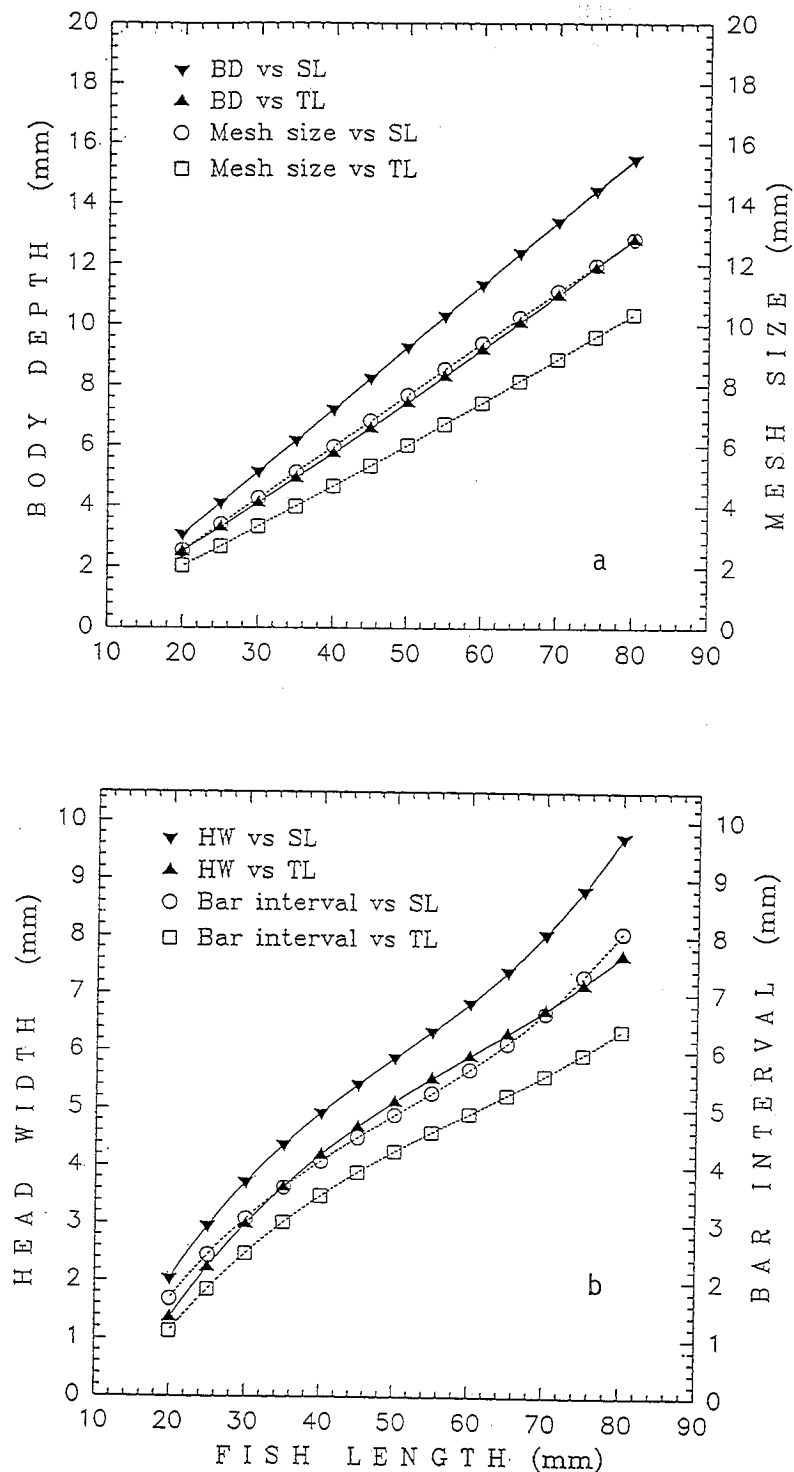 20
18
16
14
12
10
8
6
4
2
0
BODY DEPTH (mm)
BD vs SL
BD vs TL
Mesh size vs SL
Mesh size vs TL
a
20
18
16
14
12
10
8
6
4
2
0
MESH SIZE (mm)
10 20 30 40 50 60 70 80 90
10
9
8
7
6
5
4
3
2
1
0
HEAD WIDTH (mm)
HW vs SL
HW vs TL
Bar interval vs SL
Bar interval vs TL
b
10
9
8
7
6
5
4
3
2
1
0
BAR INTERVAL (mm)
10 20 30 40 50 60 70 80 90
FISH LENGTH (mm)